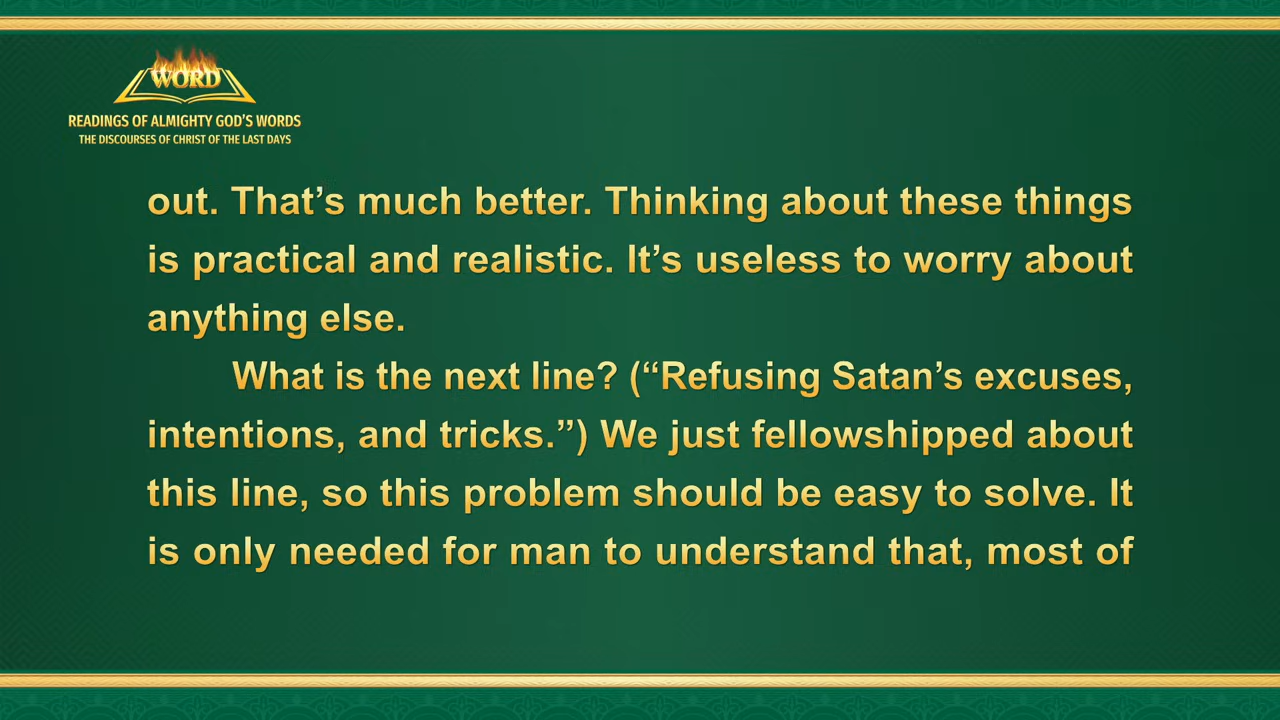 WORD
READINGS OF ALMIGHTY GOD'S WORDS
THE DISCOURSES OF CHRIST OF THE LAST DAYS
out. That’s much better. Thinking about these things
is practical and realistic. It’s useless to worry about
anything else.
What is the next line? (“Refusing Satan’s excuses,
intentions, and tricks.”) We just fellowshipped about
this line, so this problem should be easy to solve. It
is only needed for man to understand that, most of